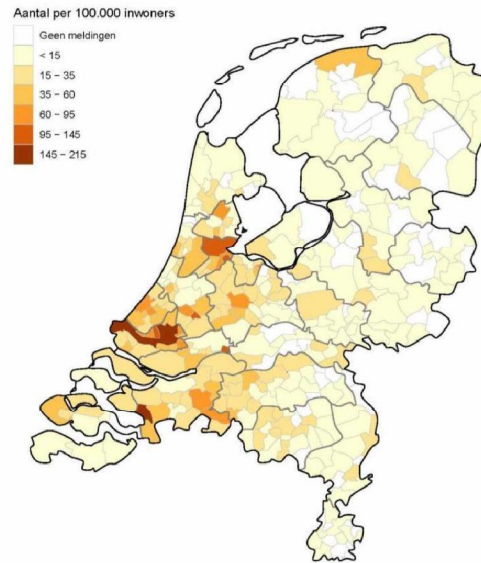 Aantal per 100.000 inwoners
Geen meldingen
< 15
15 – 35
35 – 60
60 – 95
95 – 145
145 – 215